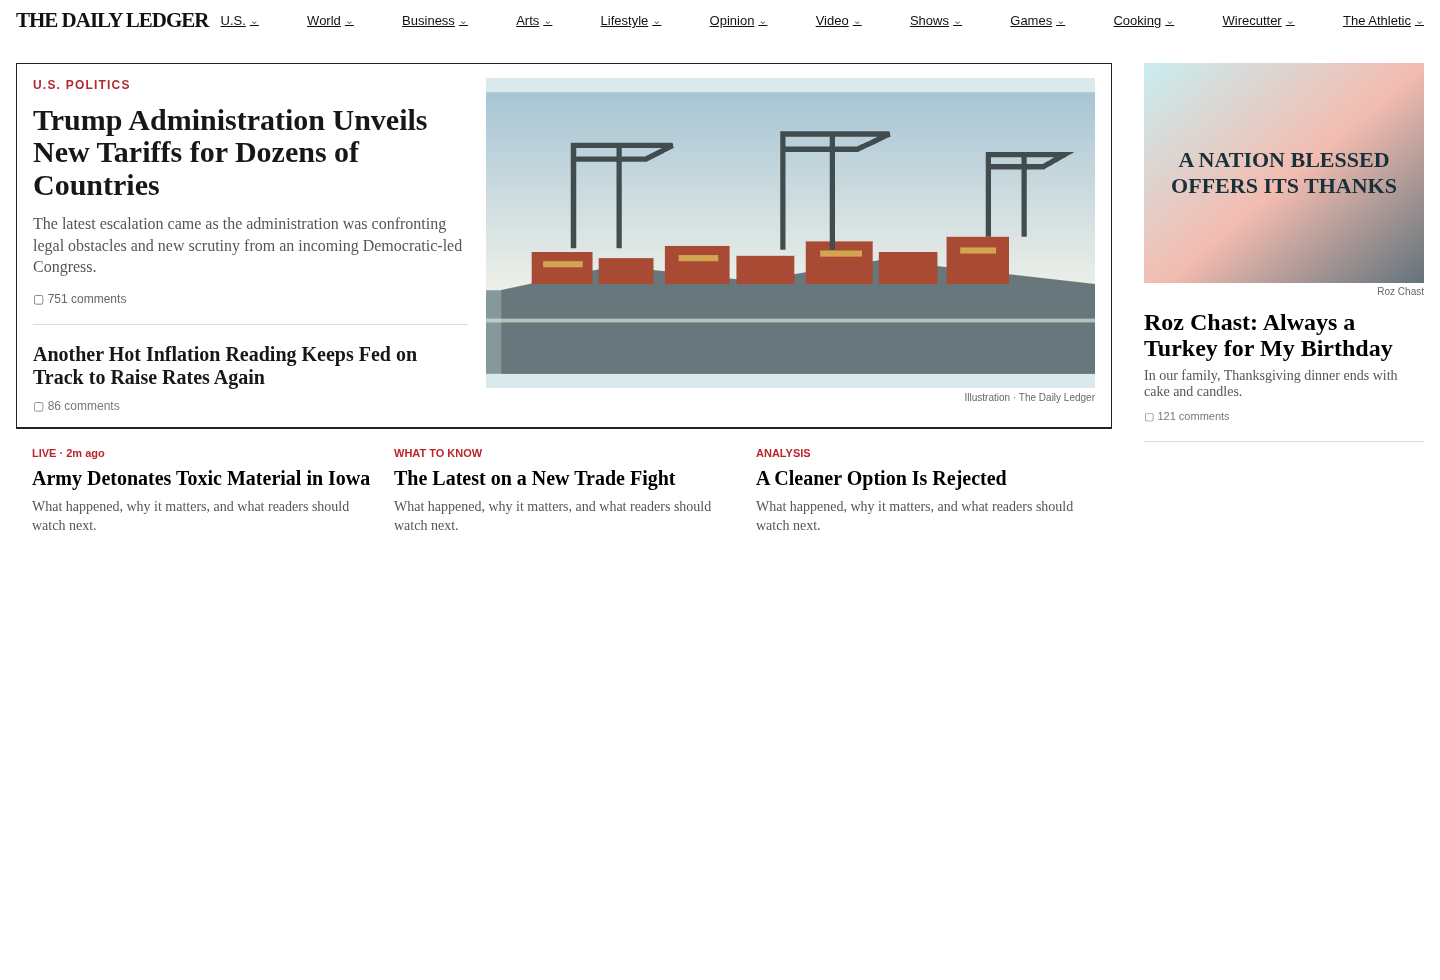 THE DAILY LEDGER U.S. World Business Arts Lifestyle Opinion Video Shows Games Cooking Wirecutter The Athletic
U.S. POLITICS
Trump Administration Unveils
New Tariffs for Dozens of
Countries
The latest escalation came as the administration was confronting
legal obstacles and new scrutiny from an incoming Democratic-led
Congress.
751 comments
Another Hot Inflation Reading Keeps Fed on
Track to Raise Rates Again
86 comments
Illustration · The Daily Ledger
A NATION BLESSED
OFFERS ITS THANKS
Roz Chast
Roz Chast: Always a
Turkey for My Birthday
In our family, Thanksgiving dinner ends with
cake and candles.
121 comments
LIVE · 2m ago
Army Detonates Toxic Material in Iowa
What happened, why it matters, and what readers should
watch next.
WHAT TO KNOW
The Latest on a New Trade Fight
What happened, why it matters, and what readers should
watch next.
ANALYSIS
A Cleaner Option Is Rejected
What happened, why it matters, and what readers should
watch next.